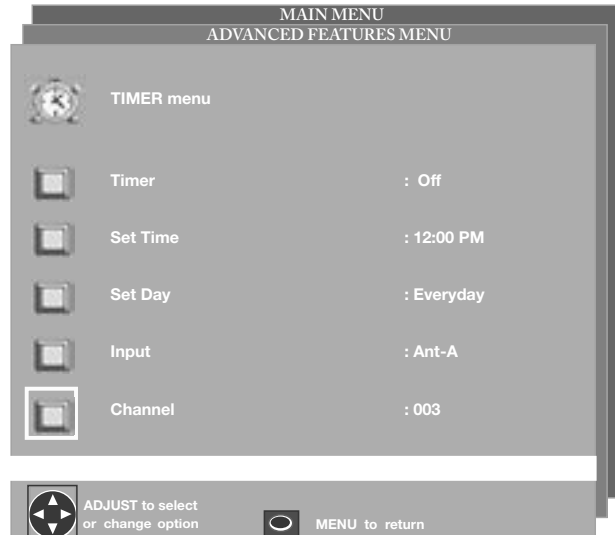 MAIN MENU
ADVANCED FEATURES MENU
TIMER menu
Timer : Off
Set Time : 12:00 PM
Set Day : Everyday
Input : Ant-A
Channel : 003
ADJUST to select
or change option
MENU to return